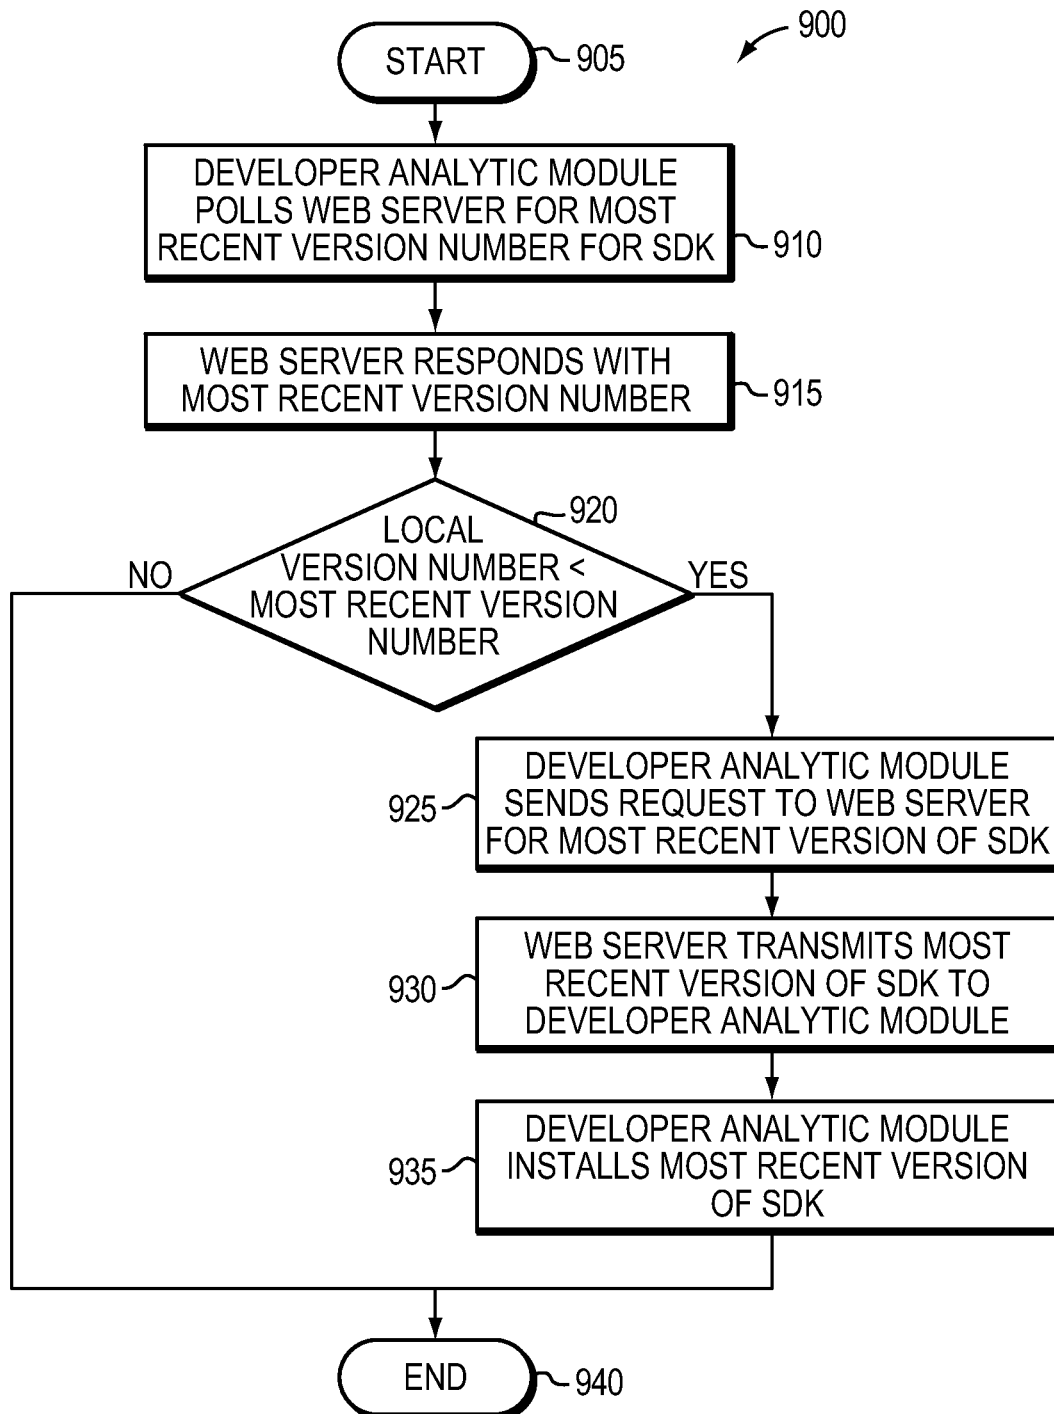 900
START
905
DEVELOPER ANALYTIC MODULE
POLLS WEB SERVER FOR MOST
RECENT VERSION NUMBER FOR SDK
910
WEB SERVER RESPONDS WITH
MOST RECENT VERSION NUMBER
915
920
LOCAL
VERSION NUMBER <
MOST RECENT VERSION
NUMBER
NO
YES
DEVELOPER ANALYTIC MODULE
SENDS REQUEST TO WEB SERVER
FOR MOST RECENT VERSION OF SDK
925
WEB SERVER TRANSMITS MOST
RECENT VERSION OF SDK TO
DEVELOPER ANALYTIC MODULE
930
DEVELOPER ANALYTIC MODULE
INSTALLS MOST RECENT VERSION
OF SDK
935
END
940